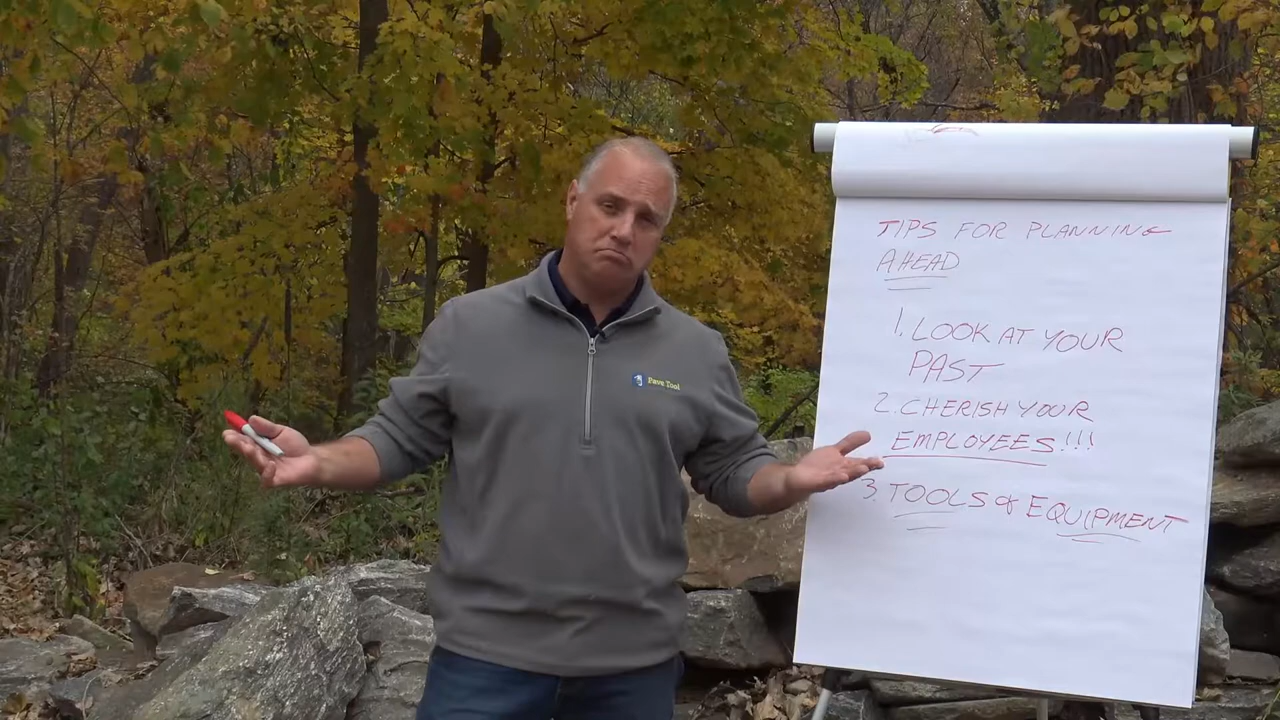 TIPS FOR PLANNING
AHEAD
1. LOOK AT YOUR
PAST
2. CHERISH YOUR
EMPLOYEES!!!
3. TOOLS & EQUIPMENT
Pave Tool